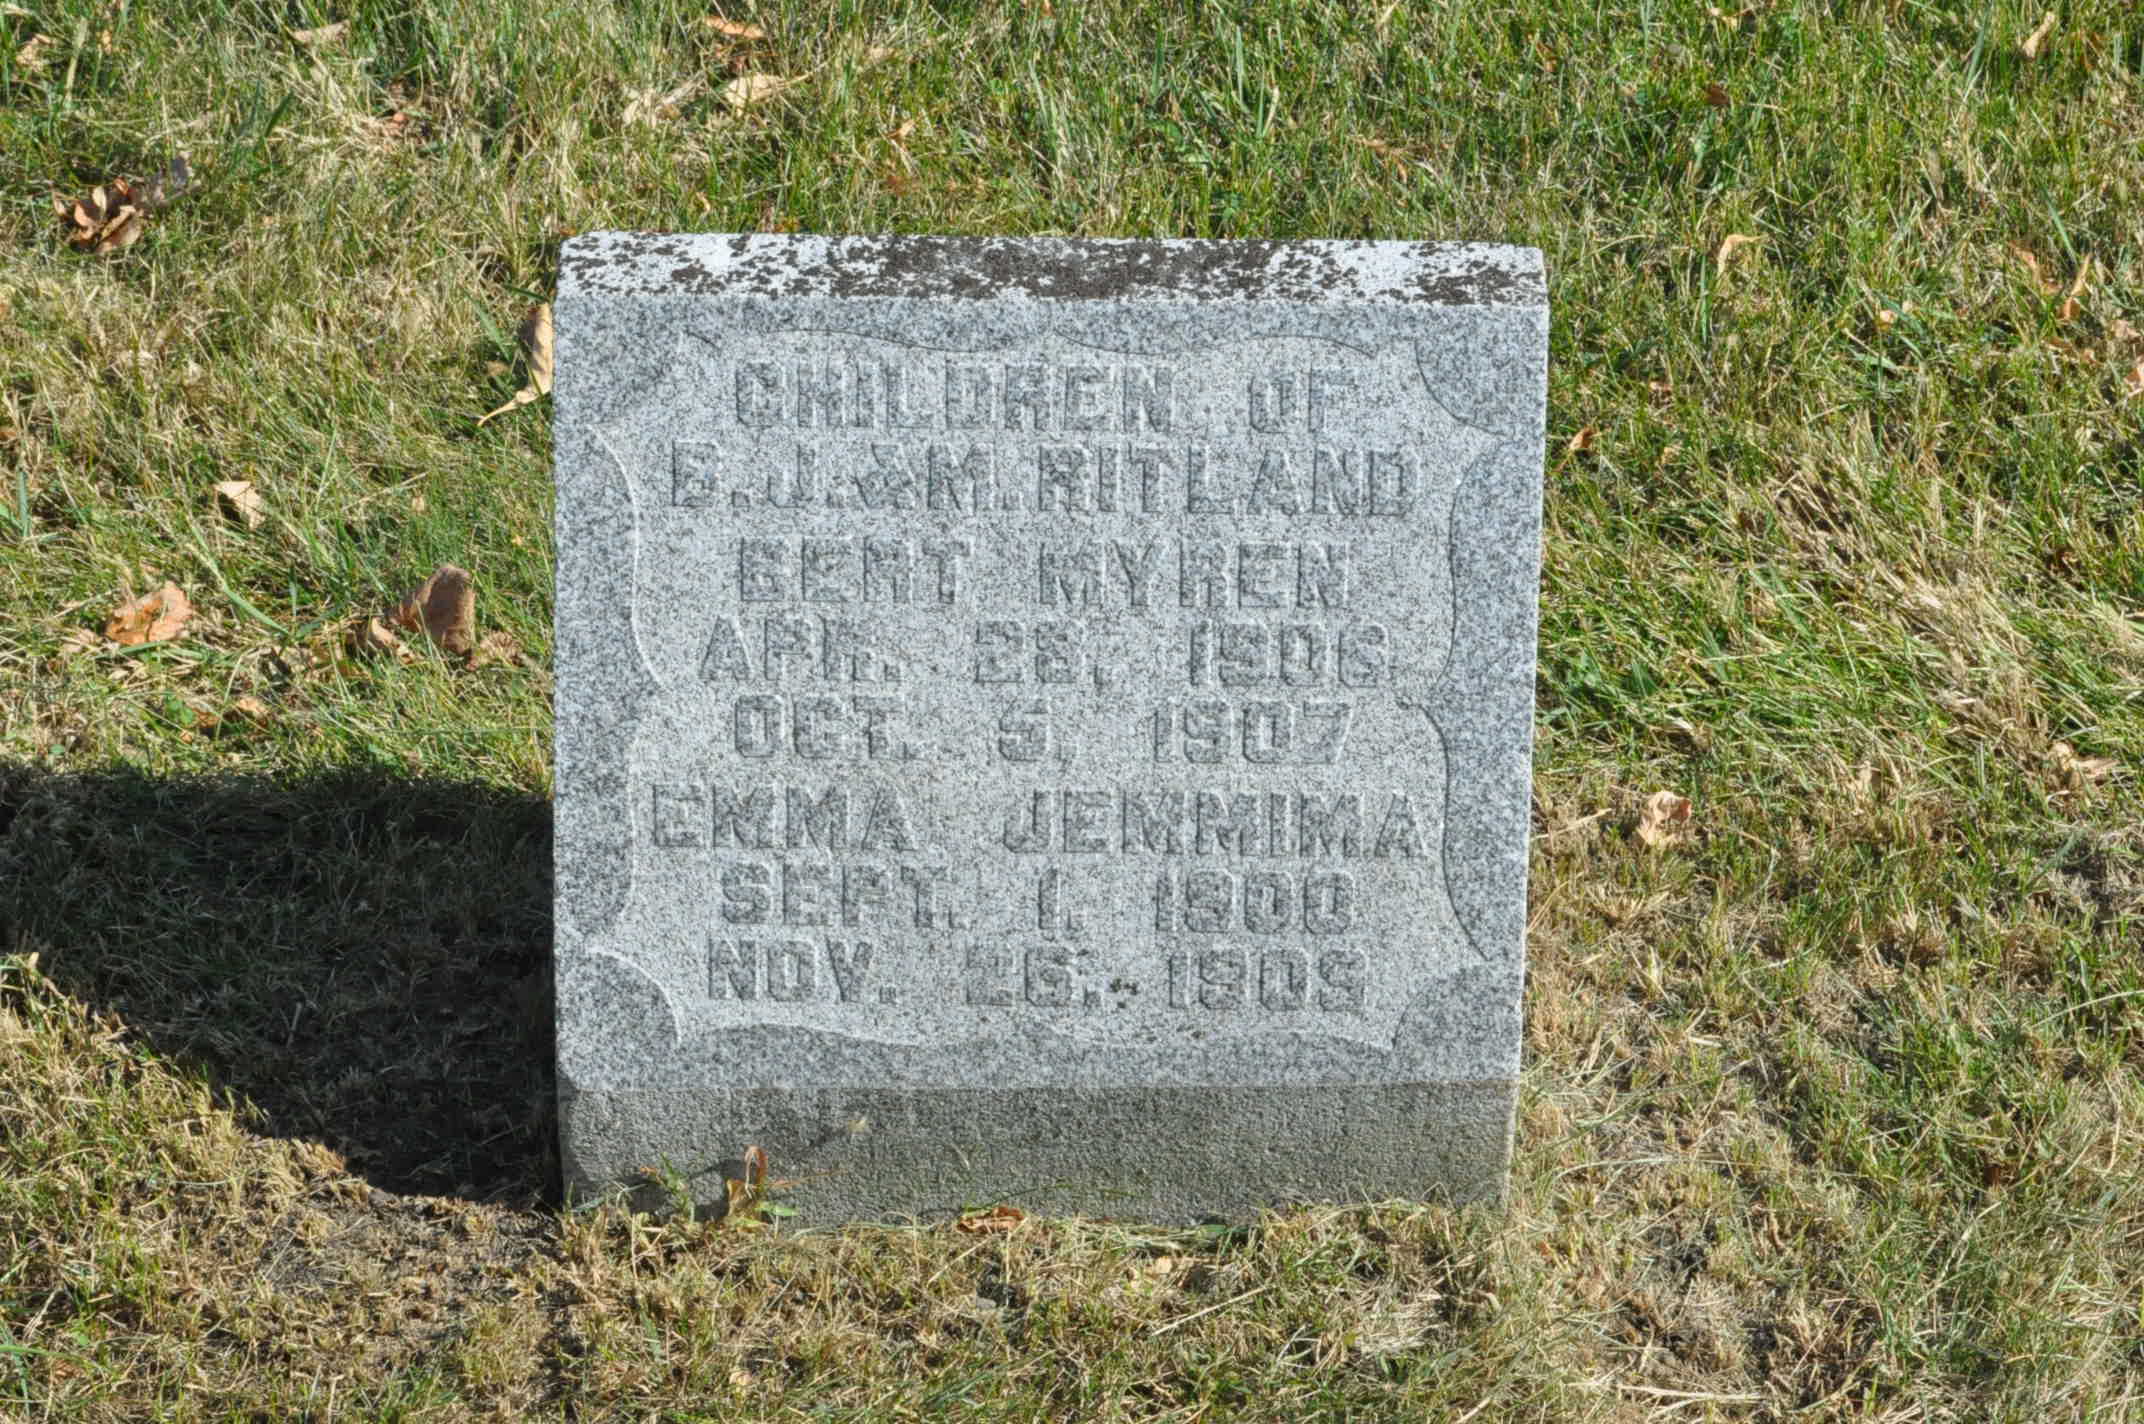 CHILDREN OF
B.J.&M.RITLAND
BERT MYREN
APR. 28, 1906
OCT. 5, 1907
EMMA JEMMIMA
SEPT. 1. 1900
NOV. 26. 1909